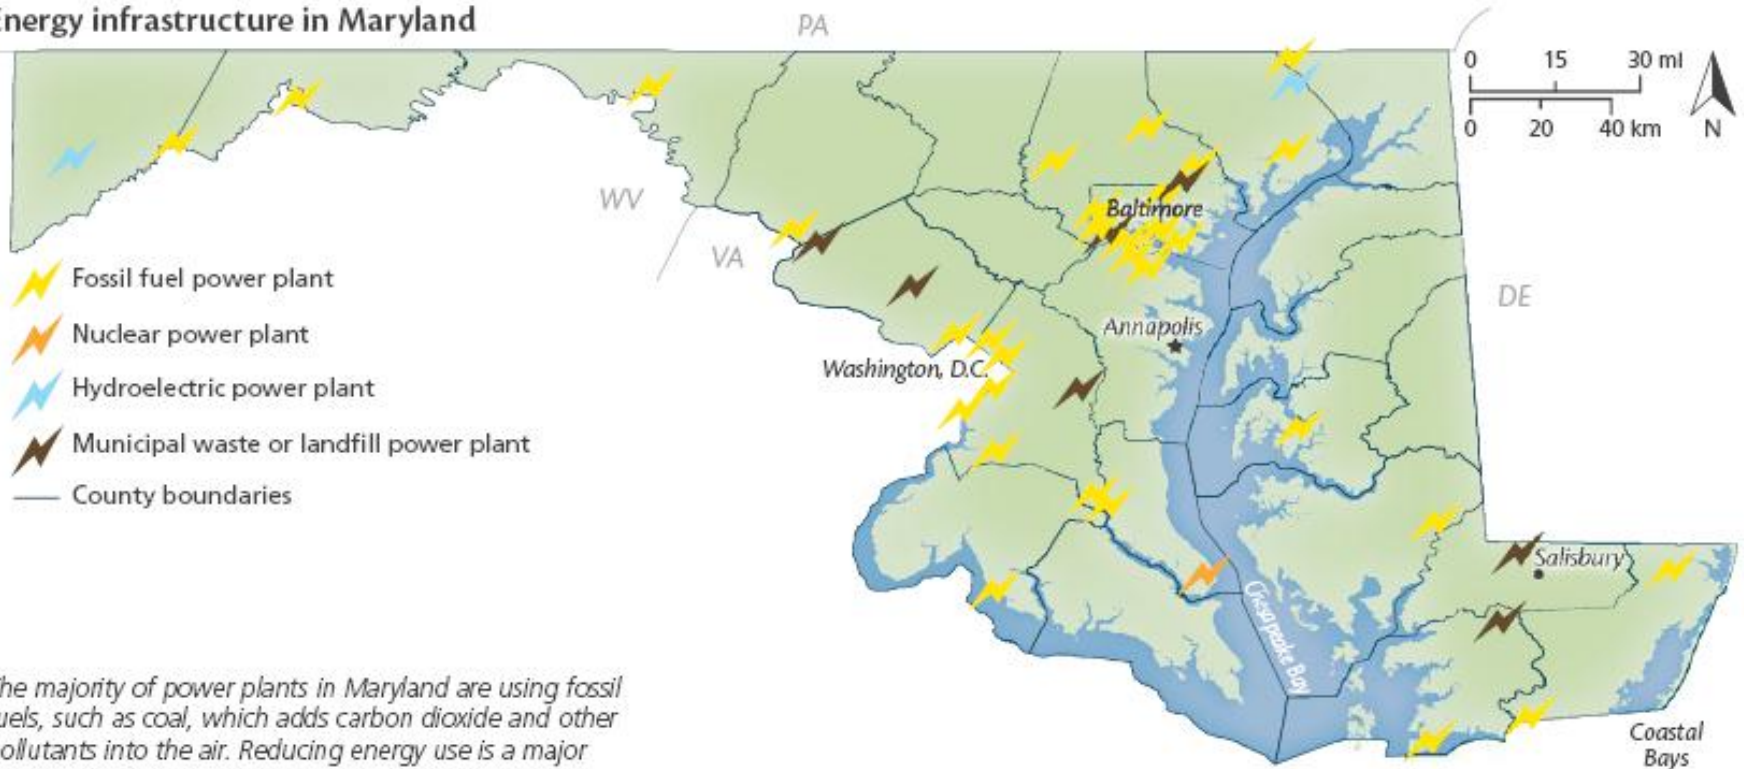 Energy infrastructure in Maryland
PA
0 15 30 mi
0 20 40 km
N
WV
VA
DE
Baltimore
Annapolis
Washington, D.C.
Fossil fuel power plant
Nuclear power plant
Hydroelectric power plant
Municipal waste or landfill power plant
County boundaries
Salisbury
Chesapeake Bay
Coastal
Bays
he majority of power plants in Maryland are using fossil
uels, such as coal, which adds carbon dioxide and other
ollutants into the air. Reducing energy use is a major